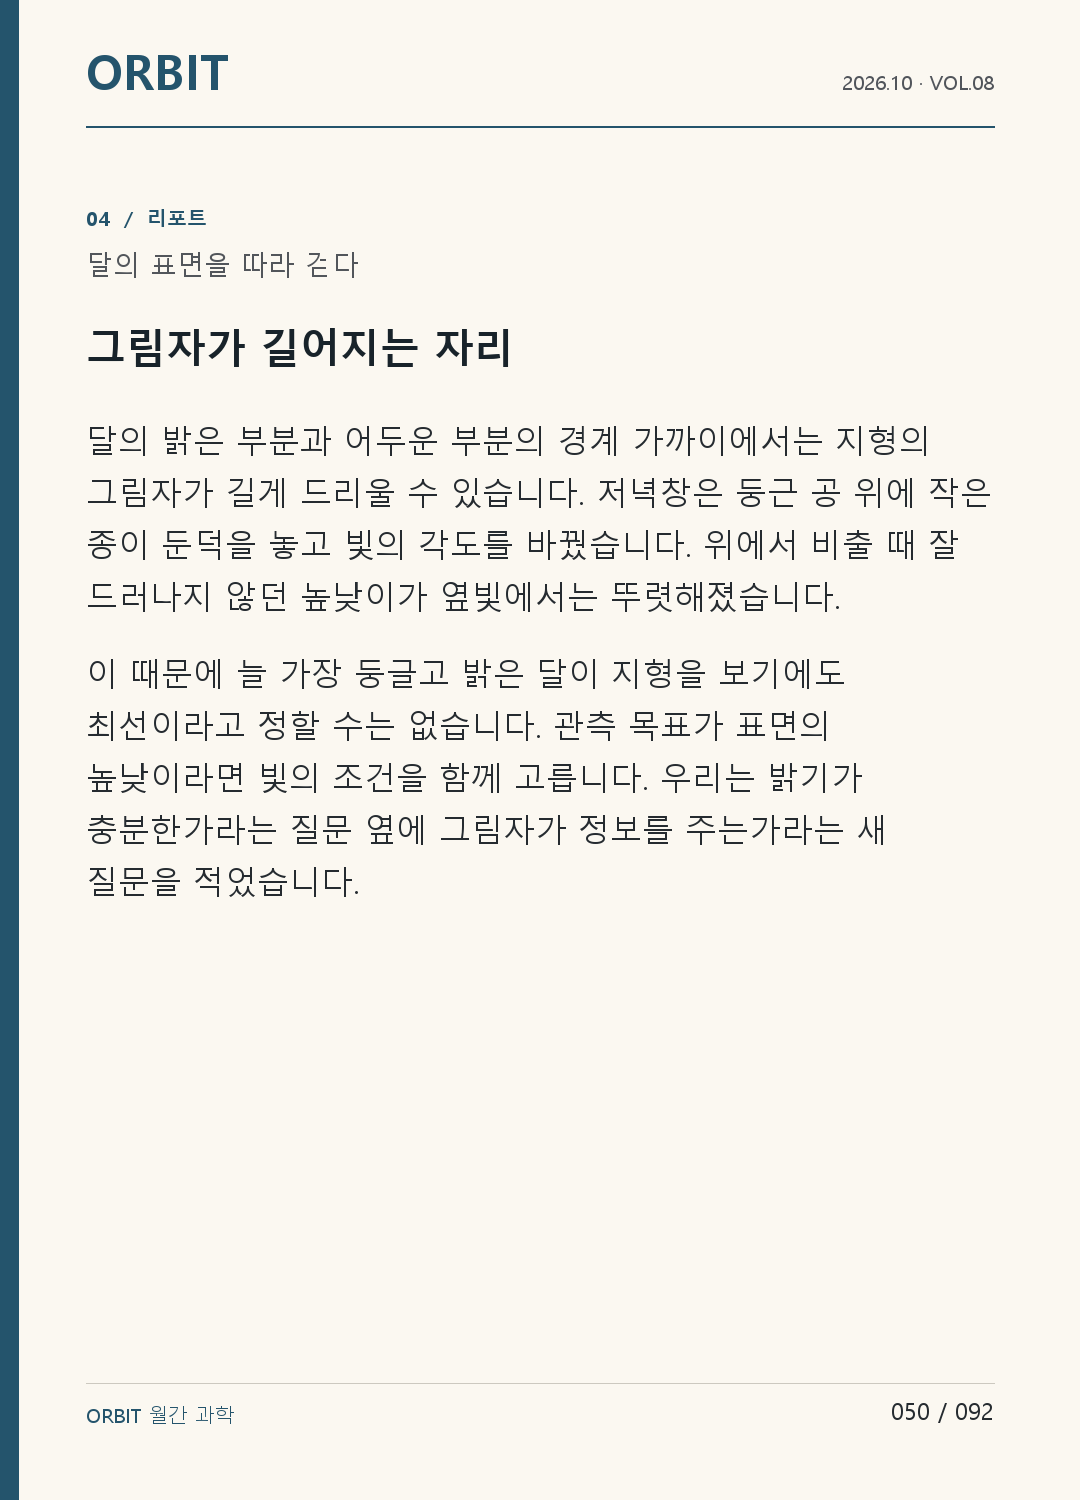 ORBIT
2026.10 · VOL.08
04 / 리포트
달의 표면을 따라 걷다
그림자가 길어지는 자리
달의 밝은 부분과 어두운 부분의 경계 가까이에서는 지형의
그림자가 길게 드리울 수 있습니다. 저녁창은 둥근 공 위에 작은
종이 둔덕을 놓고 빛의 각도를 바꿨습니다. 위에서 비출 때 잘
드러나지 않던 높낮이가 옆빛에서는 뚜렷해졌습니다.
이 때문에 늘 가장 둥글고 밝은 달이 지형을 보기에도
최선이라고 정할 수는 없습니다. 관측 목표가 표면의
높낮이라면 빛의 조건을 함께 고릅니다. 우리는 밝기가
충분한가라는 질문 옆에 그림자가 정보를 주는가라는 새
질문을 적었습니다.
ORBIT 월간 과학
050 / 092